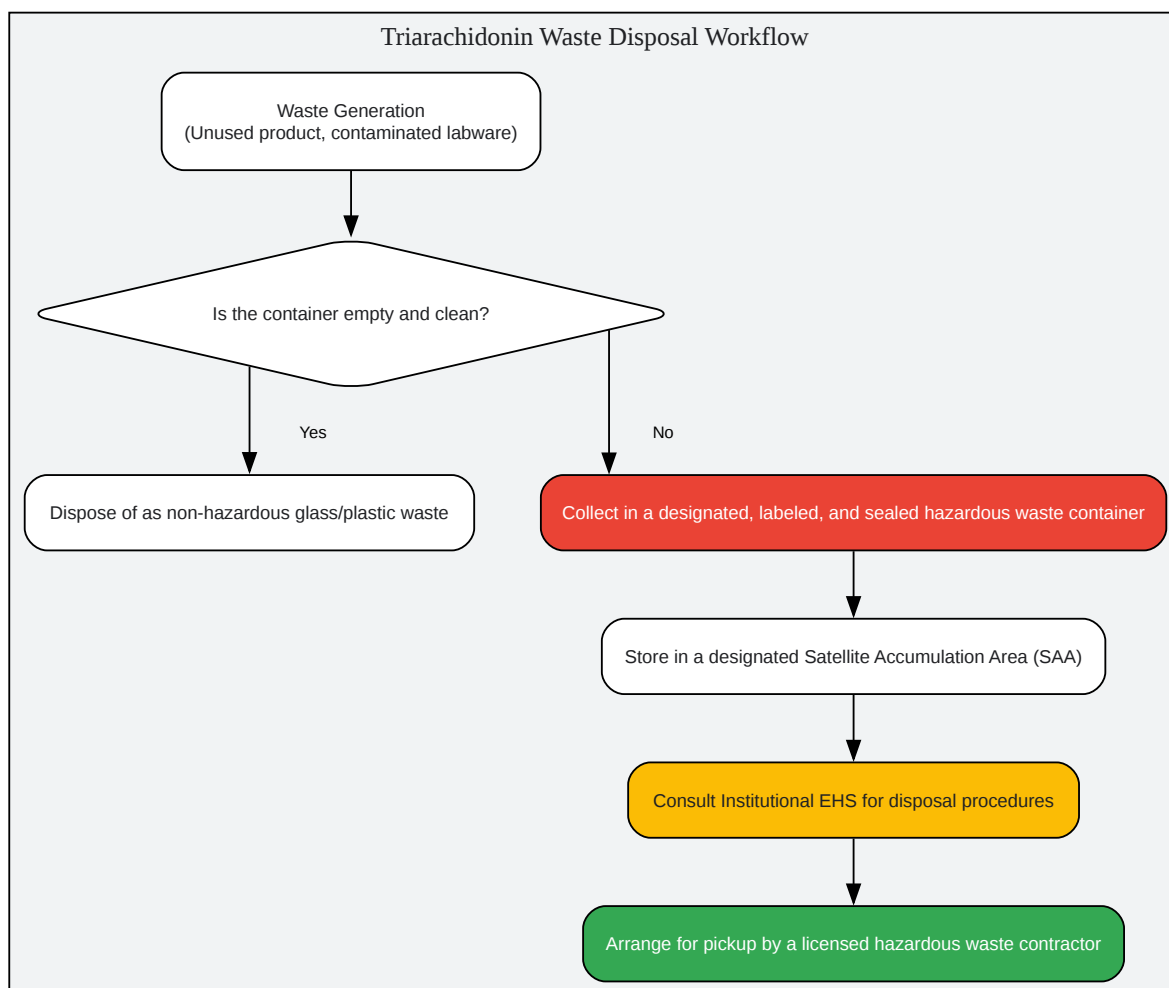 Triarachidonin Waste Disposal Workflow
Waste Generation
(Unused product, contaminated labware)
Is the container empty and clean?
Yes
No
Dispose of as non-hazardous glass/plastic waste
Collect in a designated, labeled, and sealed hazardous waste container
Store in a designated Satellite Accumulation Area (SAA)
Consult Institutional EHS for disposal procedures
Arrange for pickup by a licensed hazardous waste contractor